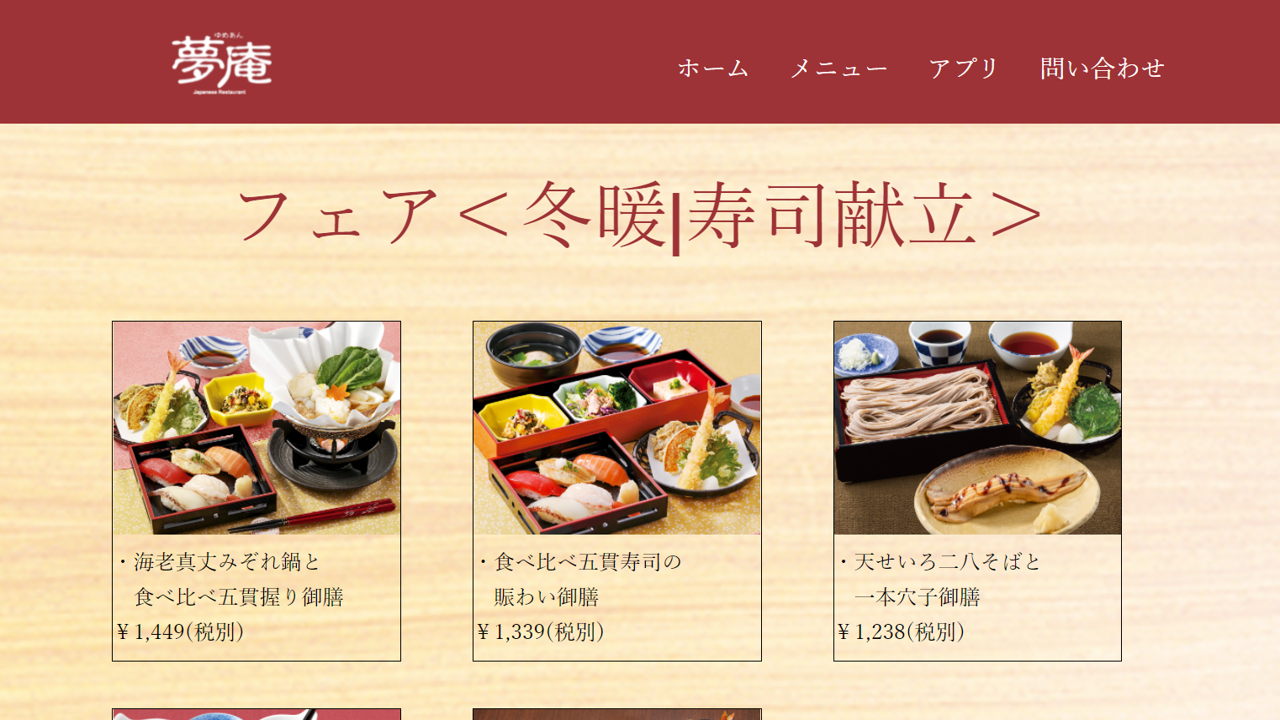 ゆめあん
夢庵
Japanese Restaurant
ホーム メニュー アプリ 問い合わせ
フェア＜冬暖|寿司献立＞
・海老真丈みぞれ鍋と
食べ比べ五貫握り御膳
￥1,449(税別)
・食べ比べ五貫寿司の
賑わい御膳
￥1,339(税別)
・天せいろ二八そばと
一本穴子御膳
￥1,238(税別)